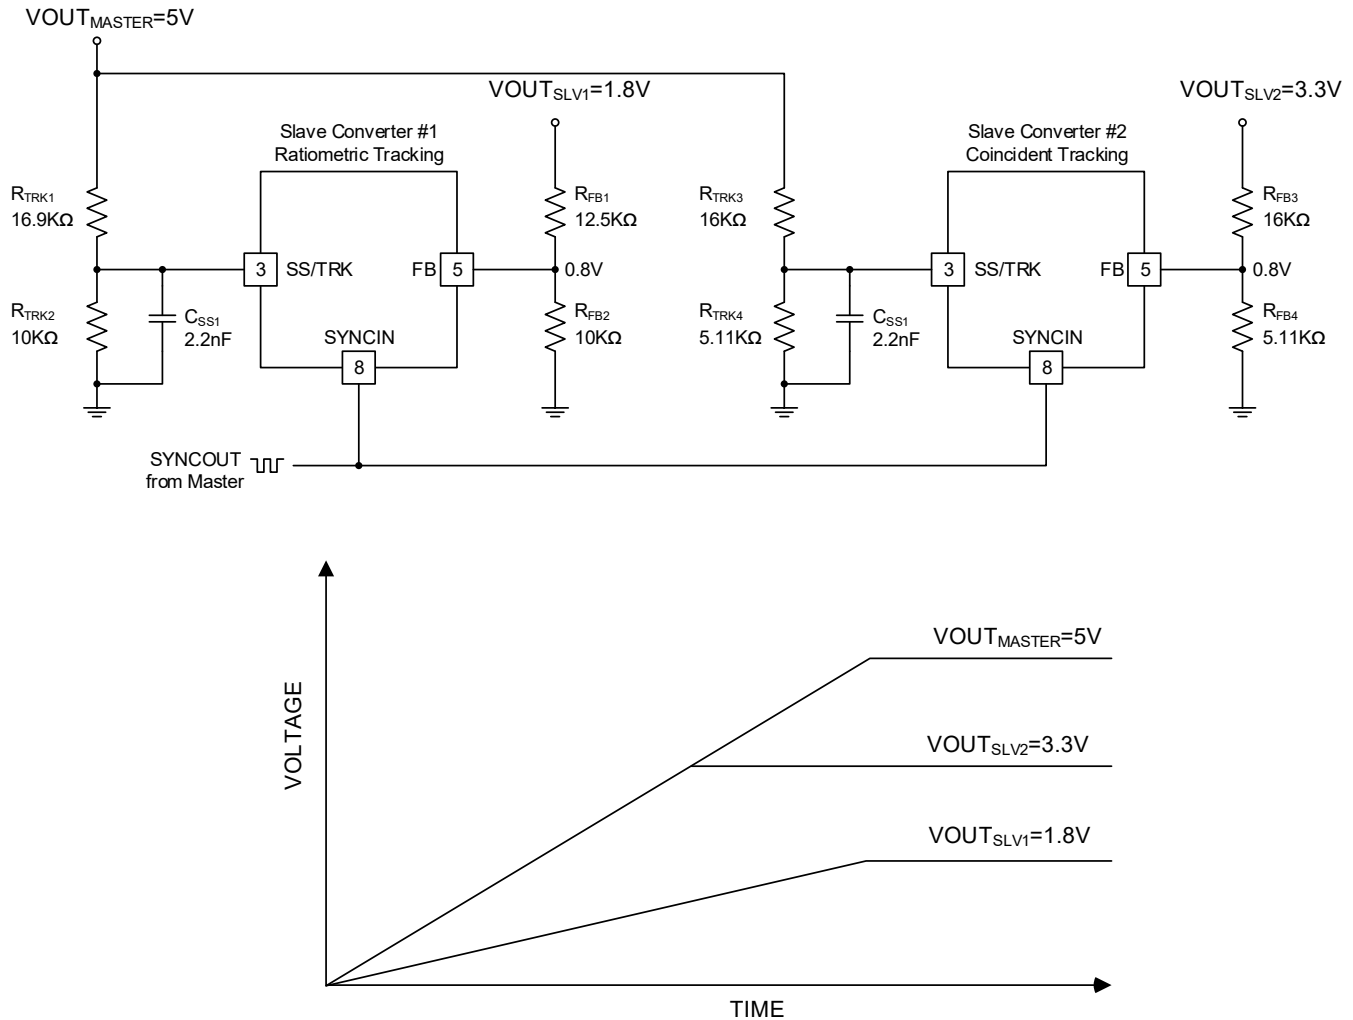 VOUTMASTER=5V
VOUTSLV1=1.8V
VOUTSLV2=3.3V
Slave Converter #1
Ratiometric Tracking
Slave Converter #2
Coincident Tracking
RTRK1
16.9KΩ
RFB1
12.5KΩ
RTRK3
16KΩ
RFB3
16KΩ
3
SS/TRK
FB
5
0.8V
3
SS/TRK
FB
5
0.8V
RTRK2
10KΩ
CSS1
2.2nF
SYNCIN
8
RFB2
10KΩ
RTRK4
5.11KΩ
CSS1
2.2nF
SYNCIN
8
RFB4
5.11KΩ
SYNCOUT
from Master
VOLTAGE
VOUTMASTER=5V
VOUTSLV2=3.3V
VOUTSLV1=1.8V
TIME